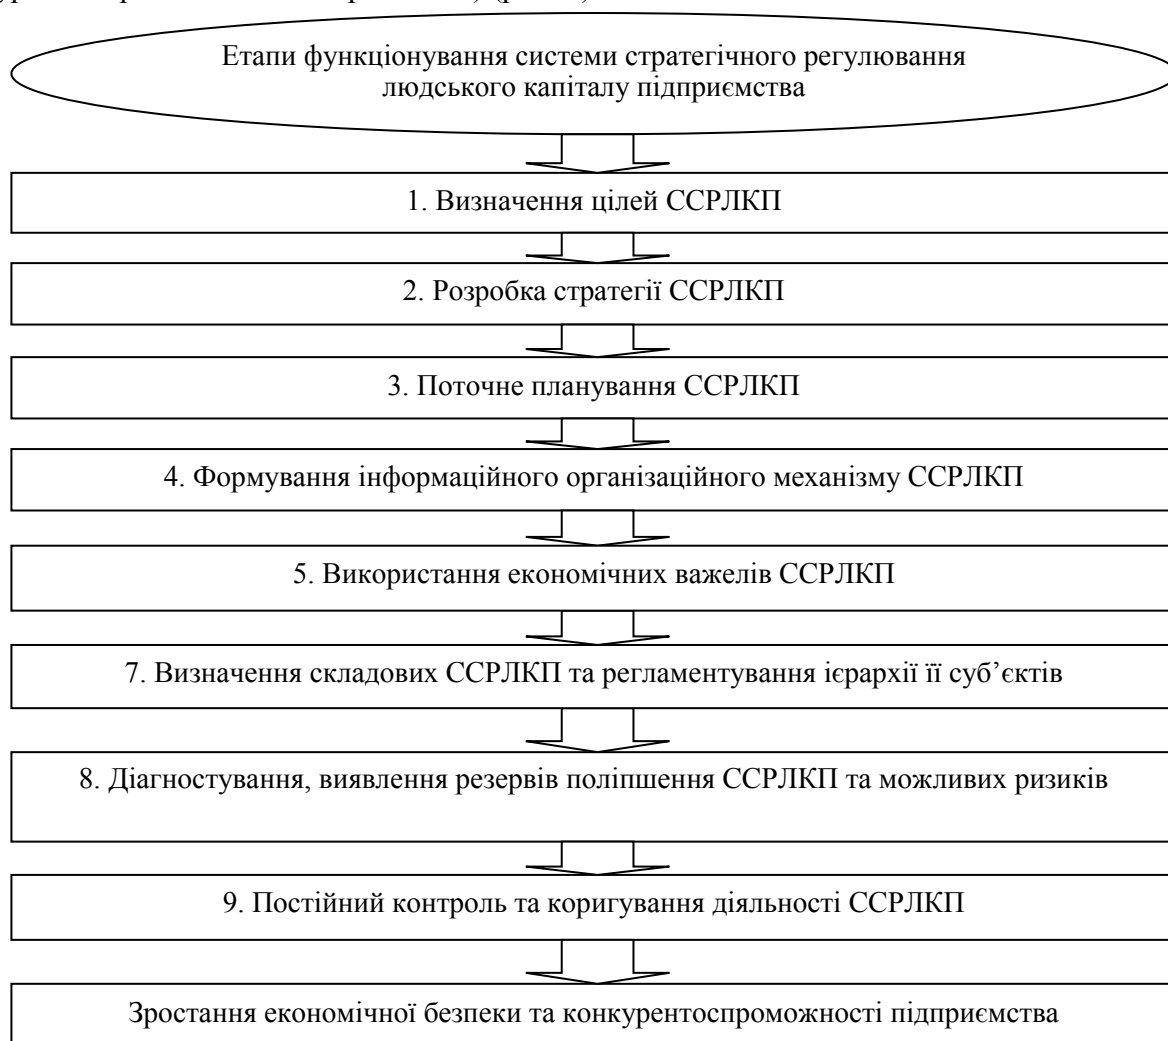 Етапи функціонування системи стратегічного регулювання
людського капіталу підприємства
1. Визначення цілей ССРЛКП
2. Розробка стратегії ССРЛКП
3. Поточне планування ССРЛКП
4. Формування інформаційного організаційного механізму ССРЛКП
5. Використання економічних важелів ССРЛКП
7. Визначення складових ССРЛКП та регламентування ієрархії її суб’єктів
8. Діагностування, виявлення резервів поліпшення ССРЛКП та можливих ризиків
9. Постійний контроль та коригування діяльності ССРЛКП
Зростання економічної безпеки та конкурентоспроможності підприємства